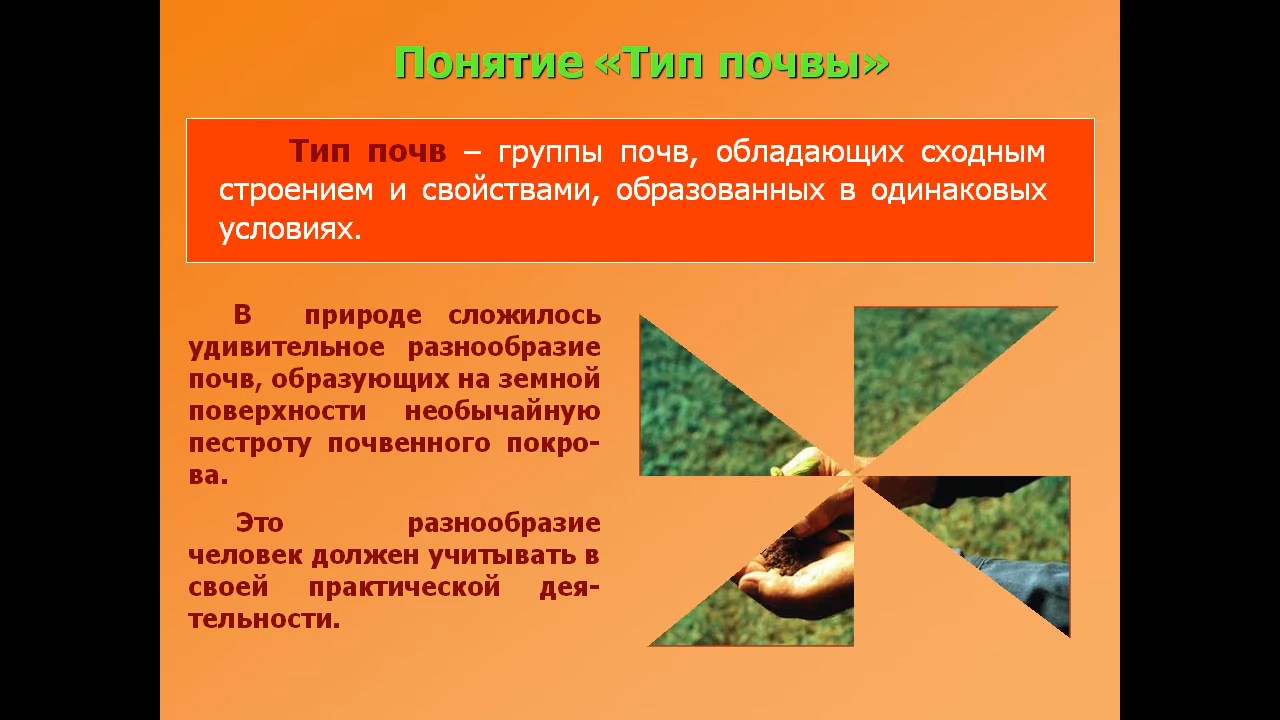 Понятие «Тип почвы»
Тип почв – группы почв, обладающих сходным
строением и свойствами, образованных в одинаковых
условиях.
В природе сложилось
удивительное разнообразие
почв, образующих на земной
поверхности необычайную
пестроту почвенного покро-
ва.
Это разнообразие
человек должен учитывать в
своей практической дея-
тельности.